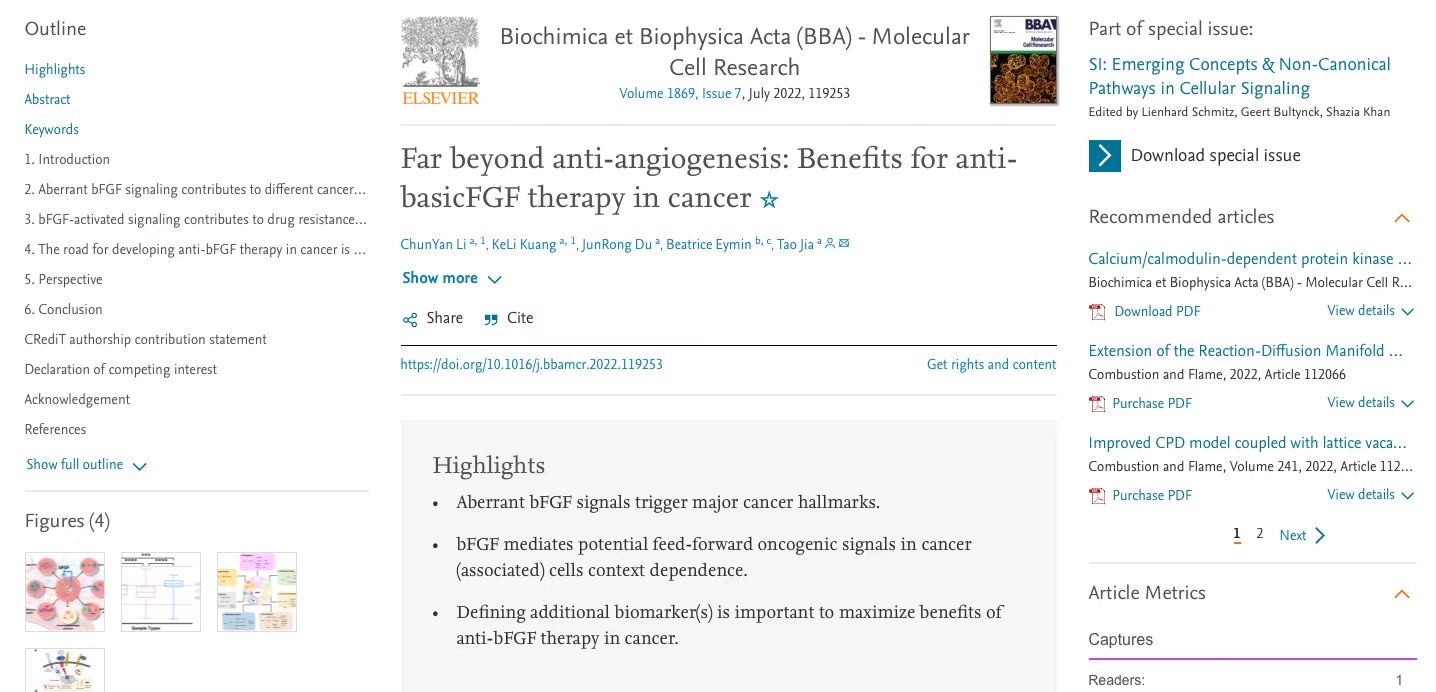 Outline
Highlights
Abstract
Keywords
1. Introduction
2. Aberrant bFGF signaling contributes to different cancer...
3. bFGF-activated signaling contributes to drug resistance...
4. The road for developing anti-bFGF therapy in cancer is ...
5. Perspective
6. Conclusion
CRediT authorship contribution statement
Declaration of competing interest
Acknowledgement
References
Show full outline
Figures (4)
Sample Types
ELSEVIER
Biochimica et Biophysica Acta (BBA) - Molecular
Cell Research
Volume 1869, Issue 7, July 2022, 119253
BBA
Molecular
Cell Research
Far beyond anti-angiogenesis: Benefits for anti-
basicFGF therapy in cancer
ChunYan Li a, 1, KeLi Kuang a, 1, JunRong Du a, Beatrice Eymin b, c, Tao Jia a
Show more
Share
Cite
https://doi.org/10.1016/j.bbamcr.2022.119253
Get rights and content
Highlights
• Aberrant bFGF signals trigger major cancer hallmarks.
• bFGF mediates potential feed-forward oncogenic signals in cancer
(associated) cells context dependence.
• Defining additional biomarker(s) is important to maximize benefits of
anti-bFGF therapy in cancer.
Part of special issue:
SI: Emerging Concepts & Non-Canonical
Pathways in Cellular Signaling
Edited by Lienhard Schmitz, Geert Bultynck, Shazia Khan
Download special issue
Recommended articles
Calcium/calmodulin-dependent protein kinase ...
Biochimica et Biophysica Acta (BBA) - Molecular Cell R...
Download PDF
View details
Extension of the Reaction-Diffusion Manifold ...
Combustion and Flame, 2022, Article 112066
Purchase PDF
View details
Improved CPD model coupled with lattice vaca...
Combustion and Flame, Volume 241, 2022, Article 112...
Purchase PDF
View details
1 2 Next
Article Metrics
Captures
Readers: 1